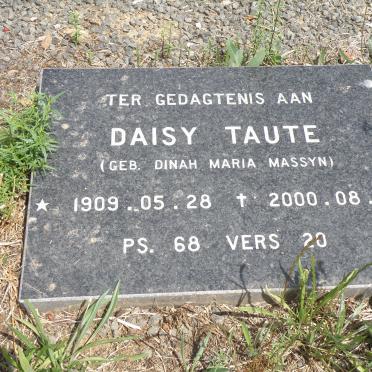 TER GEDAGTENIS AAN
DAISY TAUTE
(GEB. DINAH MARIA MASSYN)
★ 1909.05.28 ✝ 2000.08.
PS. 68 VERS 20